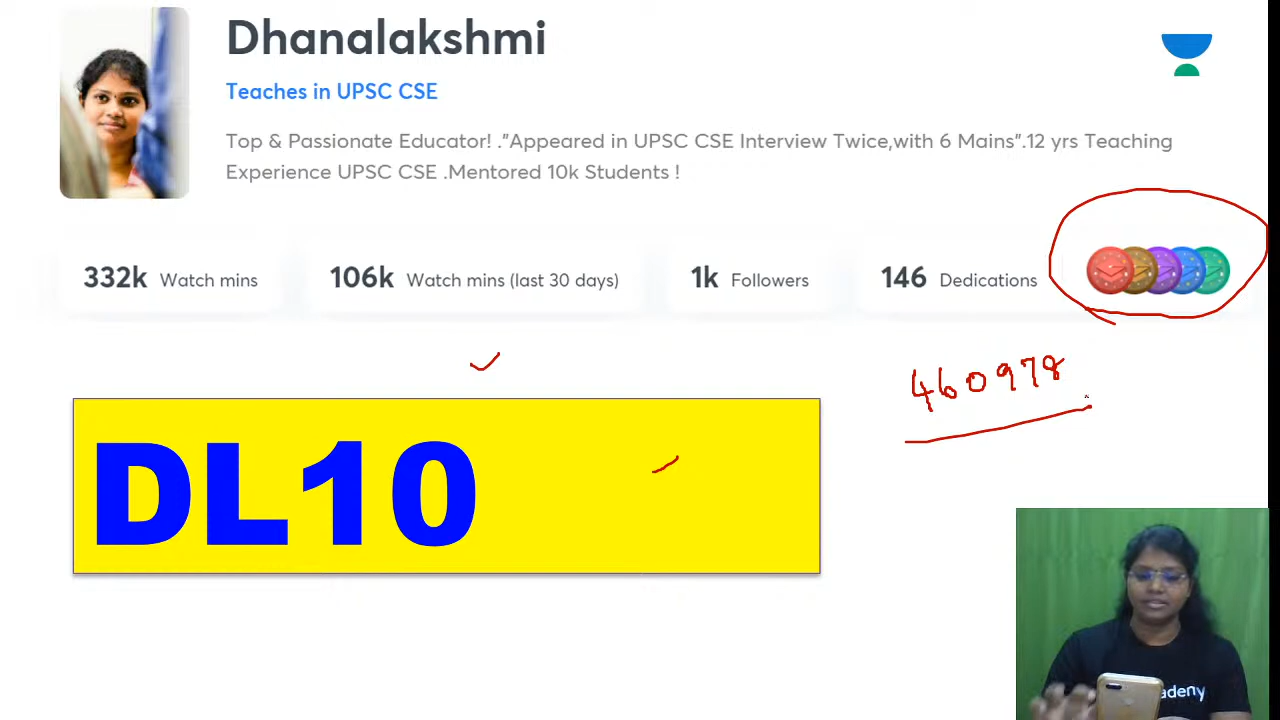 Dhanalakshmi
Teaches in UPSC CSE
Top & Passionate Educator! ."Appeared in UPSC CSE Interview Twice,with 6 Mains".12 yrs Teaching
Experience UPSC CSE .Mentored 10k Students !
332k Watch mins
106k Watch mins (last 30 days)
1k Followers
146 Dedications
460978
DL10
adeny